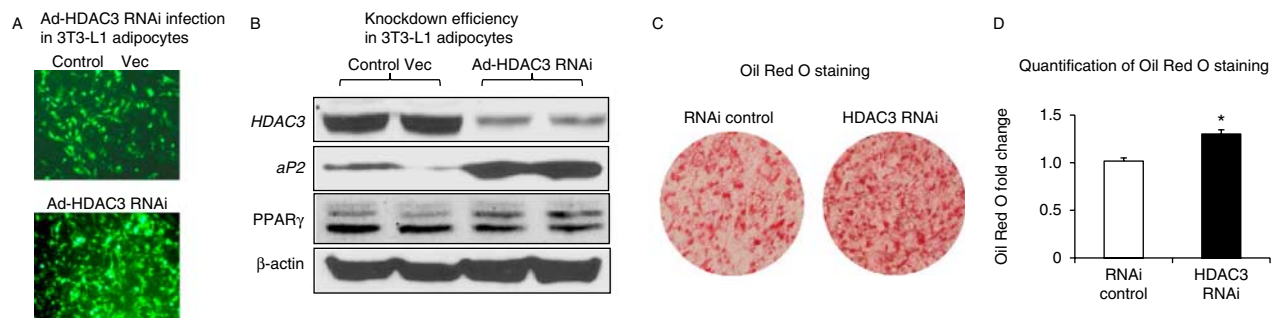 A
Ad-HDAC3 RNAi infection
in 3T3-L1 adipocytes
Control Vec
Ad-HDAC3 RNAi
B
Knockdown efficiency
in 3T3-L1 adipocytes
Control Vec
Ad-HDAC3 RNAi
HDAC3
aP2
PPARγ
β-actin
C
Oil Red O staining
RNAi control
HDAC3 RNAi
D
Quantification of Oil Red O staining
Oil Red O fold change
1.5
1.0
0.5
0
*
RNAi
control
HDAC3
RNAi